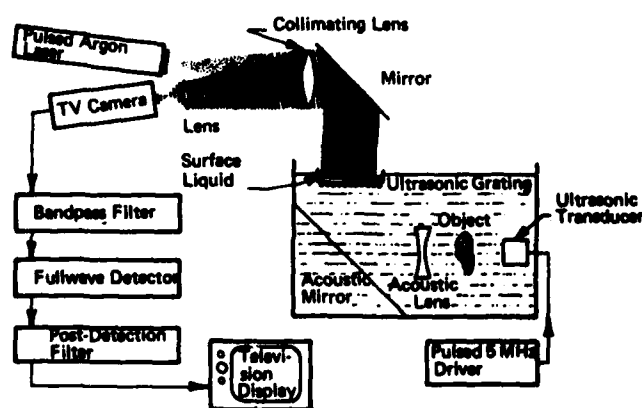 Collimating Lens
Pulsed Argon
Laser
Mirror
TV Camera
Lens
Surface
Liquid
Ultrasonic Grating
Ultrasonic
Transducer
Object
Bandpass Filter
Fullwave Detector
Acoustic
Mirror
Acoustic
Lens
Post-Detection
Filter
Televi-
sion
Display
Pulsed 5 MHz
Driver